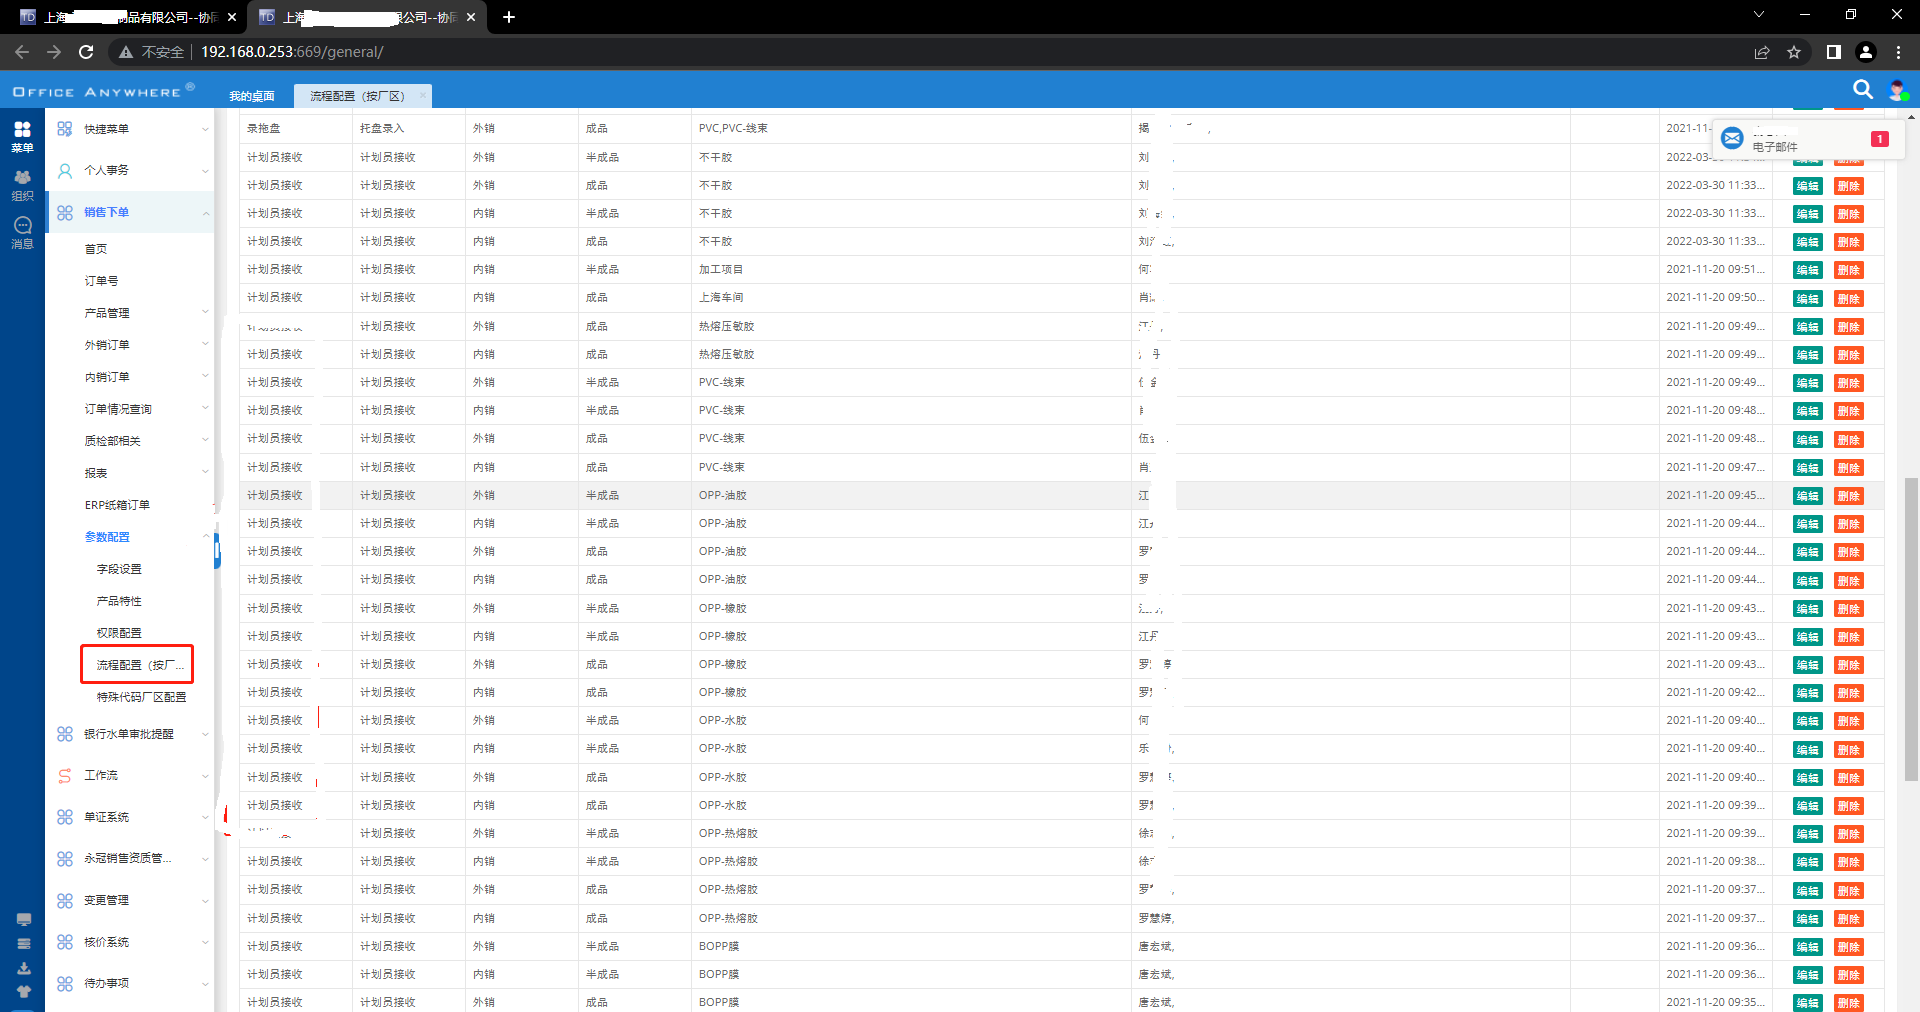 上海 制品有限公司--协同
上海 限公司--协同
不安全 192.168.0.253:669/general/
OFFICE ANYWHERE®
我的桌面
流程配置（按厂区）
菜单
组织
消息
快捷菜单
个人事务
销售下单
首页
订单号
产品管理
外销订单
内销订单
订单情况查询
质检部相关
报表
ERP纸箱订单
参数配置
字段设置
产品特性
权限配置
流程配置（按厂...
特殊代码厂区配置
银行水单审批提醒
工作流
单证系统
永冠销售资质管...
变更管理
核价系统
待办事项
电子邮件
1
录拖盘 托盘录入 外销 成品 PVC,PVC-线束 揭 2021-11-
计划员接收 计划员接收 外销 半成品 不干胶 刘 2022-03-
计划员接收 计划员接收 外销 成品 不干胶 刘 2022-03-30 11:33... 编辑 删除
计划员接收 计划员接收 内销 半成品 不干胶 刘 2022-03-30 11:33... 编辑 删除
计划员接收 计划员接收 内销 成品 不干胶 刘 2022-03-30 11:33... 编辑 删除
计划员接收 计划员接收 内销 半成品 加工项目 何 2021-11-20 09:51... 编辑 删除
计划员接收 计划员接收 内销 成品 上海车间 肖 2021-11-20 09:50... 编辑 删除
计划员接收 计划员接收 外销 成品 热熔压敏胶 江 2021-11-20 09:49... 编辑 删除
计划员接收 计划员接收 内销 成品 热熔压敏胶 丹 2021-11-20 09:49... 编辑 删除
计划员接收 计划员接收 外销 半成品 PVC-线束 2021-11-20 09:49... 编辑 删除
计划员接收 计划员接收 内销 半成品 PVC-线束 2021-11-20 09:48... 编辑 删除
计划员接收 计划员接收 外销 成品 PVC-线束 伍 2021-11-20 09:48... 编辑 删除
计划员接收 计划员接收 内销 成品 PVC-线束 肖 2021-11-20 09:47... 编辑 删除
计划员接收 计划员接收 外销 半成品 OPP-油胶 江 2021-11-20 09:45... 编辑 删除
计划员接收 计划员接收 内销 半成品 OPP-油胶 江 2021-11-20 09:44... 编辑 删除
计划员接收 计划员接收 外销 成品 OPP-油胶 罗 2021-11-20 09:44... 编辑 删除
计划员接收 计划员接收 内销 成品 OPP-油胶 罗 2021-11-20 09:44... 编辑 删除
计划员接收 计划员接收 外销 半成品 OPP-橡胶 2021-11-20 09:43... 编辑 删除
计划员接收 计划员接收 内销 半成品 OPP-橡胶 江丹 2021-11-20 09:43... 编辑 删除
计划员接收 计划员接收 外销 成品 OPP-橡胶 罗 婷 2021-11-20 09:43... 编辑 删除
计划员接收 计划员接收 内销 成品 OPP-橡胶 罗 2021-11-20 09:42... 编辑 删除
计划员接收 计划员接收 外销 半成品 OPP-水胶 何 2021-11-20 09:40... 编辑 删除
计划员接收 计划员接收 内销 半成品 OPP-水胶 乐 2021-11-20 09:40... 编辑 删除
计划员接收 计划员接收 外销 成品 OPP-水胶 罗 2021-11-20 09:40... 编辑 删除
计划员接收 计划员接收 内销 成品 OPP-水胶 罗 2021-11-20 09:39... 编辑 删除
计划员接收 外销 半成品 OPP-热熔胶 徐 2021-11-20 09:39... 编辑 删除
计划员接收 计划员接收 内销 半成品 OPP-热熔胶 徐 2021-11-20 09:38... 编辑 删除
计划员接收 计划员接收 外销 成品 OPP-热熔胶 罗 2021-11-20 09:37... 编辑 删除
计划员接收 计划员接收 内销 成品 OPP-热熔胶 罗慧婷, 2021-11-20 09:37... 编辑 删除
计划员接收 计划员接收 外销 半成品 BOPP膜 唐宏斌, 2021-11-20 09:36... 编辑 删除
计划员接收 计划员接收 内销 半成品 BOPP膜 唐宏斌, 2021-11-20 09:36... 编辑 删除
计划员接收 计划员接收 外销 成品 BOPP膜 唐宏斌, 2021-11-20 09:35... 编辑 删除